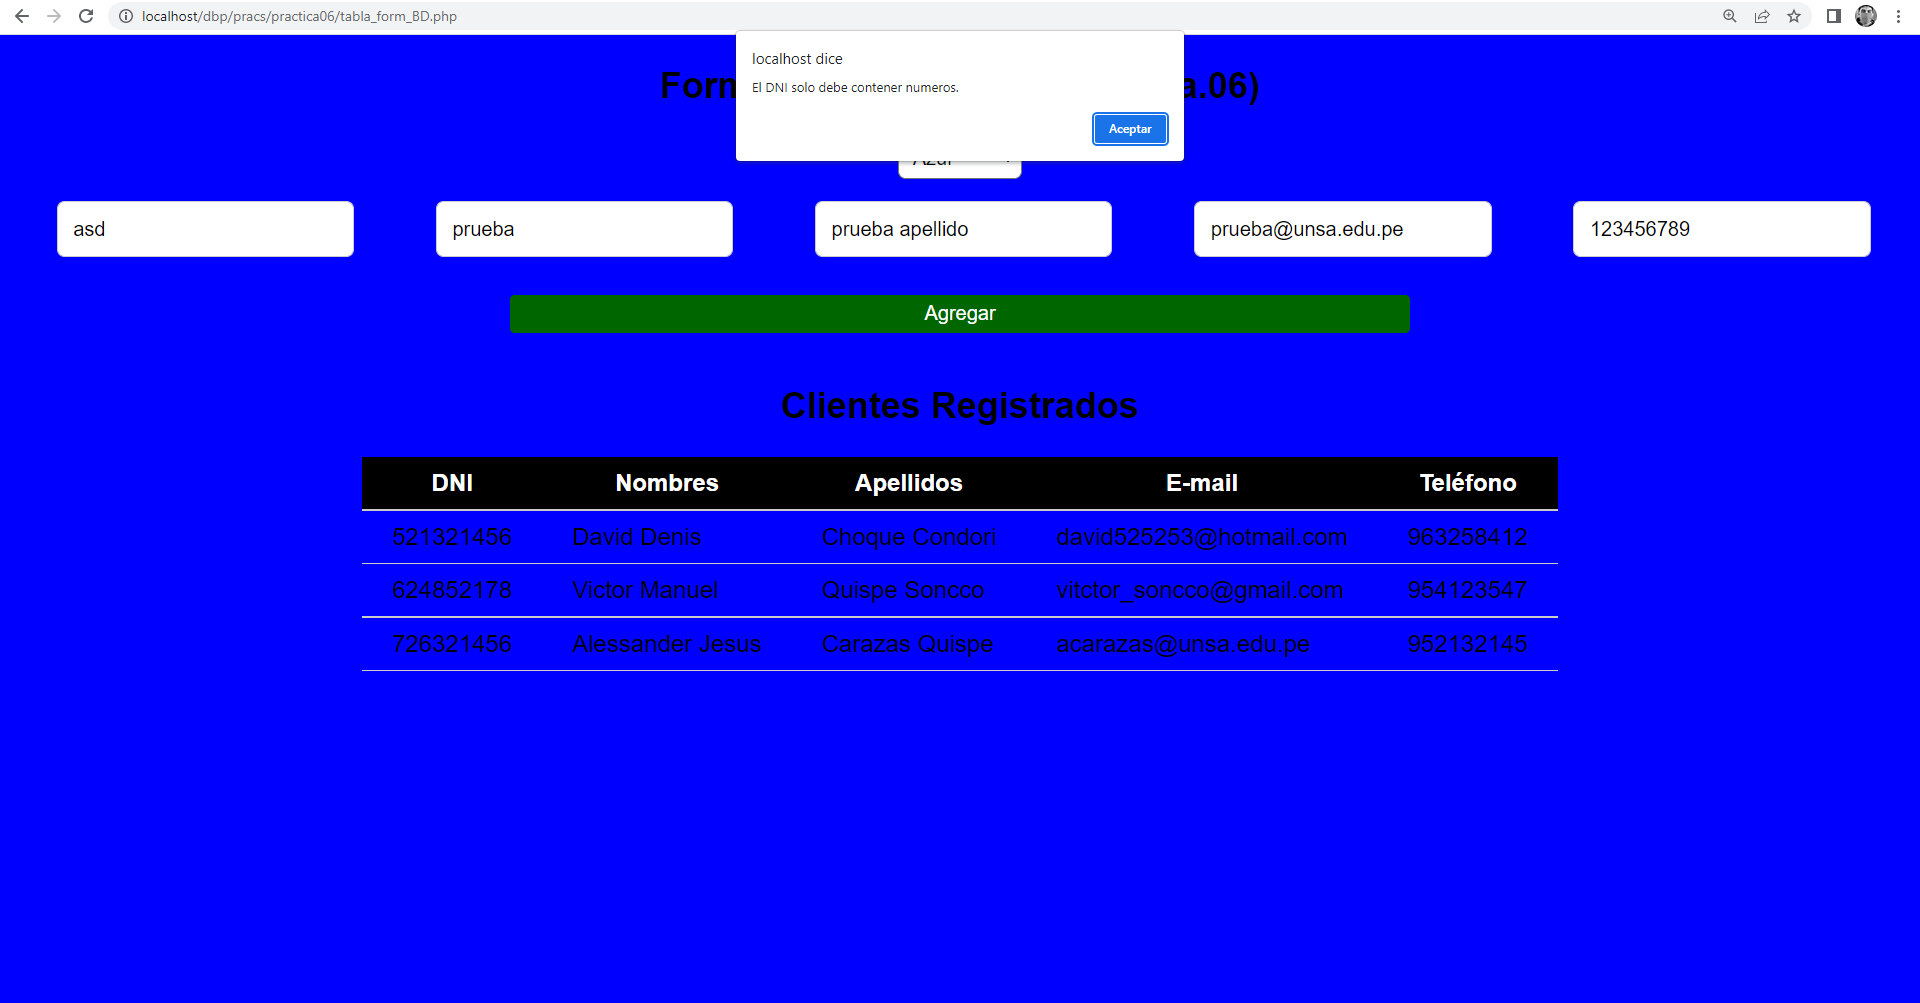 localhost/dbp/pracs/practica06/tabla_form_BD.php
localhost dice
El DNI solo debe contener numeros.
Aceptar
a.06)
Azul
asd prueba prueba apellido prueba@unsa.edu.pe 123456789
Agregar
Clientes Registrados
DNI Nombres Apellidos E-mail Teléfono
521321456 David Denis Choque Condori david525253@hotmail.com 963258412
624852178 Victor Manuel Quispe Soncco vitctor_soncco@gmail.com 954123547
726321456 Alessander Jesus Carazas Quispe acarazas@unsa.edu.pe 952132145